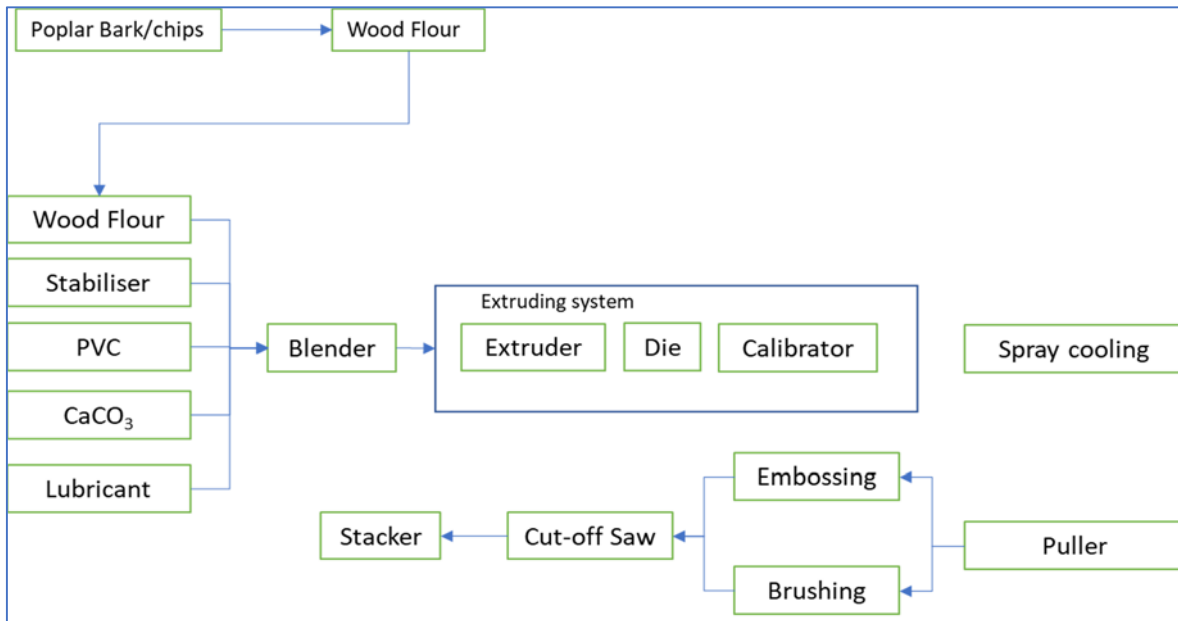 Poplar Bark/chips
Wood Flour
Wood Flour
Stabiliser
PVC
CaCO₃
Lubricant
Blender
Extruding system
Extruder
Die
Calibrator
Spray cooling
Embossing
Stacker
Cut-off Saw
Puller
Brushing